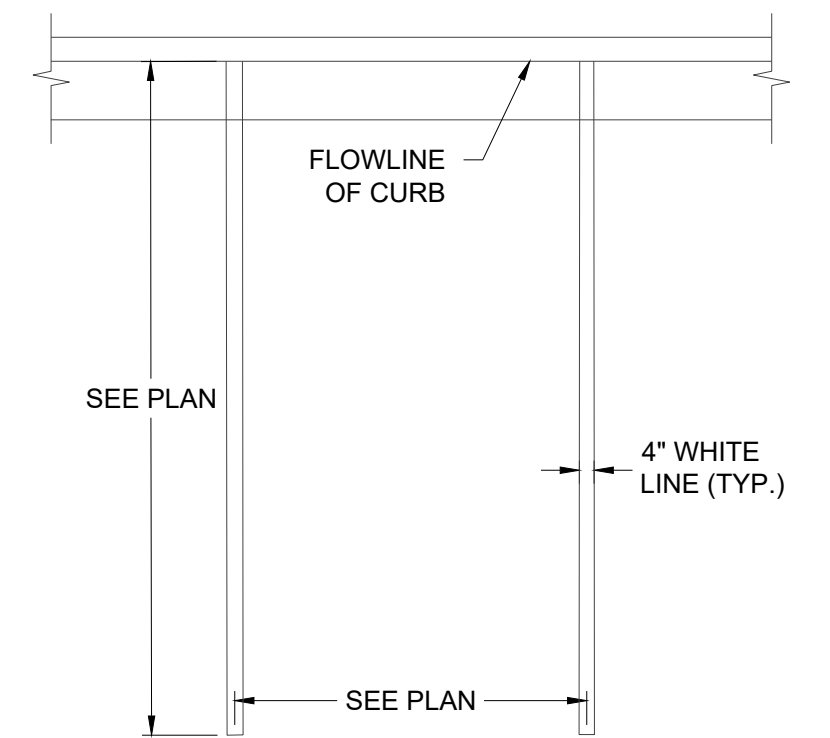 FLOWLINE
OF CURB
SEE PLAN
4" WHITE
LINE (TYP.)
SEE PLAN